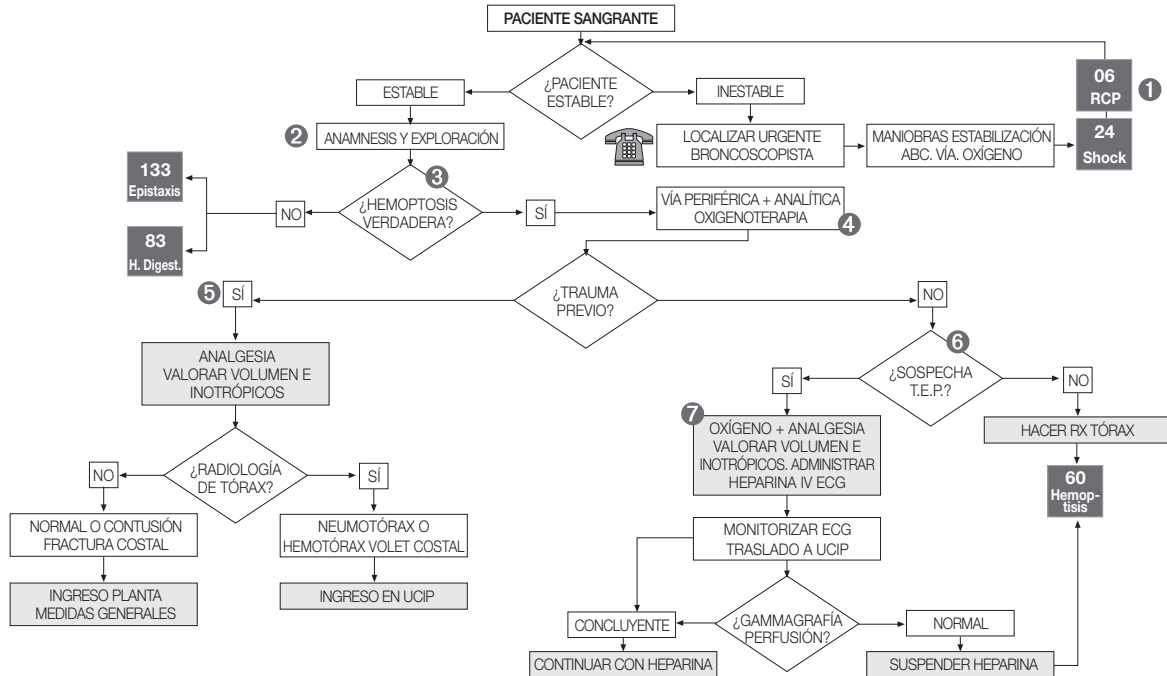 PACIENTE SANGRANTE
¿PACIENTE
ESTABLE?
ESTABLE
INESTABLE
06
RCP
1
2
ANAMNESIS Y EXPLORACIÓN
LOCALIZAR URGENTE
BRONCOSCOPISTA
MANIOBRAS ESTABILIZACIÓN
ABC. VÍA. OXÍGENO
24
Shock
133
Epistaxis
3
NO
¿HEMOPTOSIS
VERDADERA?
SÍ
VÍA PERIFÉRICA + ANALÍTICA
OXIGENOTERAPIA
4
83
H. Digest.
5
SÍ
¿TRAUMA
PREVIO?
NO
ANALGESIA
VALORAR VOLUMEN E
INOTRÓPICOS
6
SÍ
¿SOSPECHA
T.E.P.?
NO
7
OXÍGENO + ANALGESIA
VALORAR VOLUMEN E
INOTRÓPICOS. ADMINISTRAR
HEPARINA IV ECG
HACER RX TÓRAX
NO
¿RADIOLOGÍA
DE TÓRAX?
SÍ
60
Hemop-
tisis
NORMAL O CONTUSIÓN
FRACTURA COSTAL
NEUMOTÓRAX O
HEMOTÓRAX VOLET COSTAL
MONITORIZAR ECG
TRASLADO A UCIP
INGRESO PLANTA
MEDIDAS GENERALES
INGRESO EN UCIP
CONCLUYENTE
¿GAMMAGRAFÍA
PERFUSIÓN?
NORMAL
CONTINUAR CON HEPARINA
SUSPENDER HEPARINA